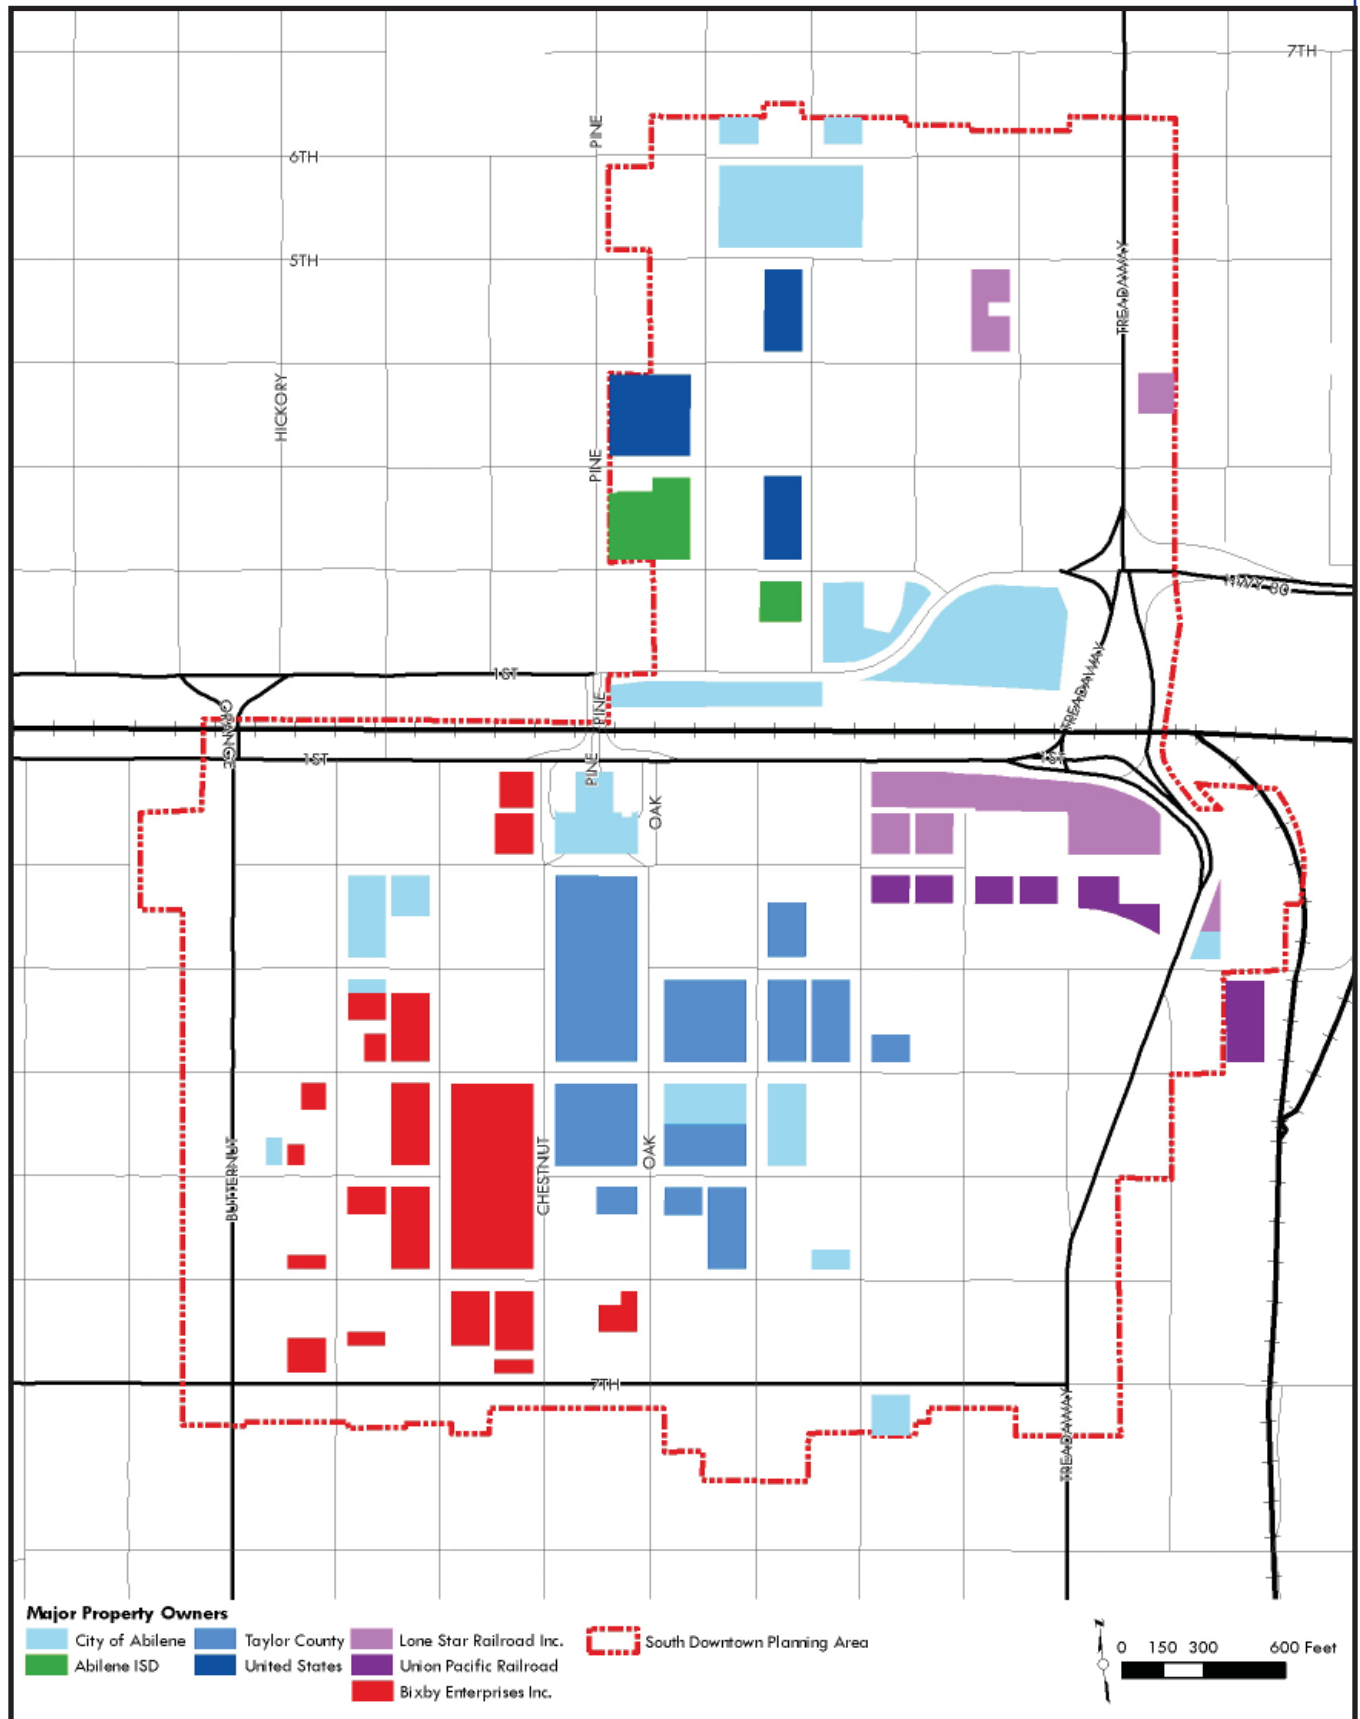 7TH
PINE
6TH
5TH
TREADAWAY
HICKORY
PINE
HWY 80
1ST
TREADAWAY
PINE
ORANGE
1ST
1ST
PINE
OAK
BUTTERNUT
CHESTNUT
OAK
7TH
TREADAWAY
Major Property Owners
City of Abilene
Taylor County
Lone Star Railroad Inc.
South Downtown Planning Area
Abilene ISD
United States
Union Pacific Railroad
Bixby Enterprises Inc.
N
0 150 300 600 Feet